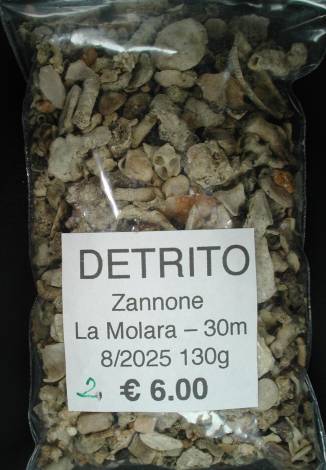 DETRITO
Zannone
La Molara – 30m
8/2025 130g
2 € 6.00